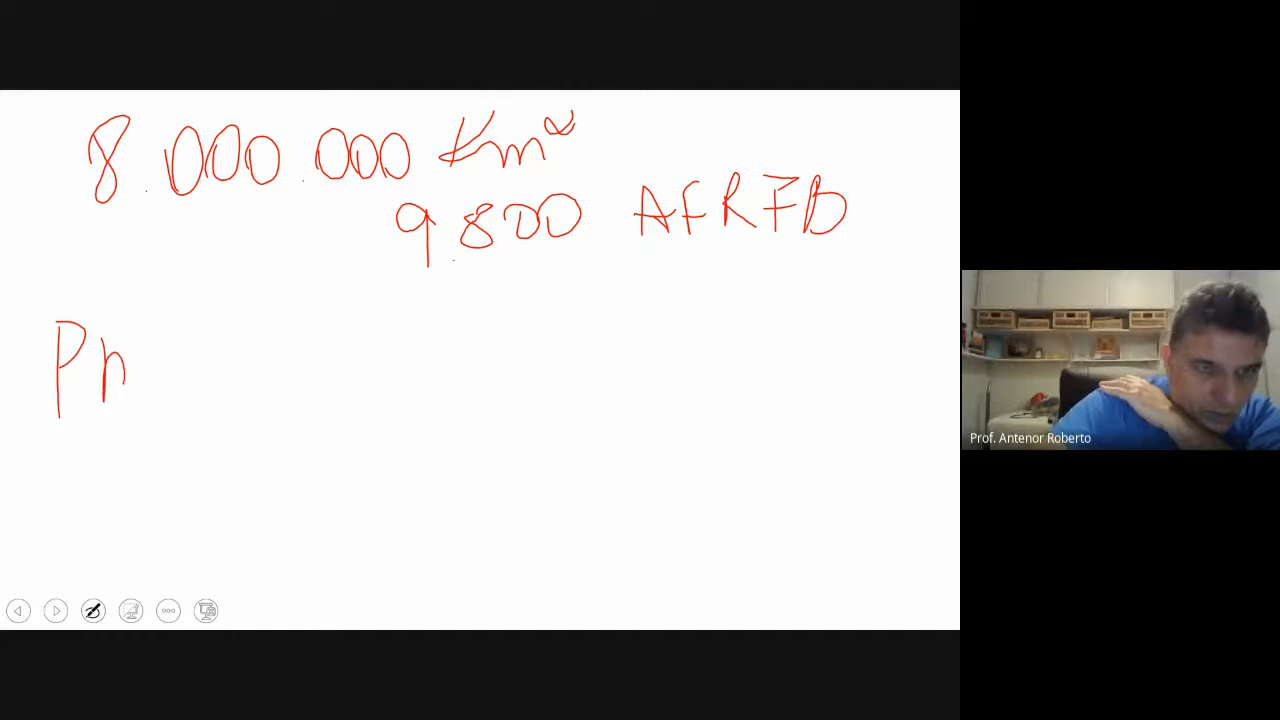 8.000.000 Km²
9.800 AFRFB
Pr
Prof. Antenor Roberto